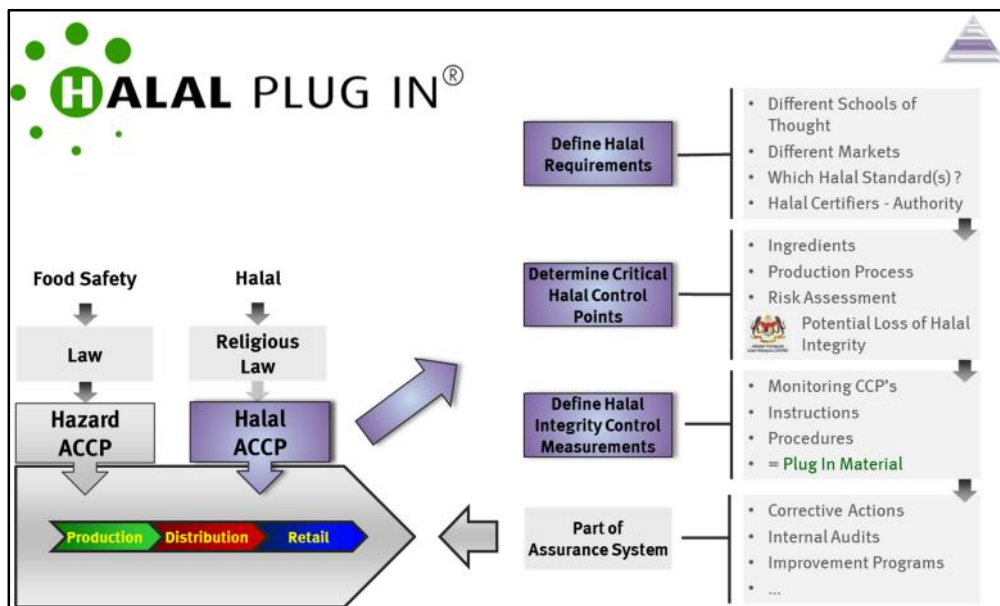 HALAL PLUG IN®
Food Safety
Halal
Law
Religious
Law
Hazard
ACCP
Halal
ACCP
Production
Distribution
Retail
Define Halal
Requirements
• Different Schools of
Thought
• Different Markets
• Which Halal Standard(s) ?
• Halal Certifiers - Authority
Determine Critical
Halal Control
Points
• Ingredients
• Production Process
• Risk Assessment
Potential Loss of Halal
Integrity
Define Halal
Integrity Control
Measurements
• Monitoring CCP's
• Instructions
• Procedures
• = Plug In Material
Part of
Assurance System
• Corrective Actions
• Internal Audits
• Improvement Programs
• ...